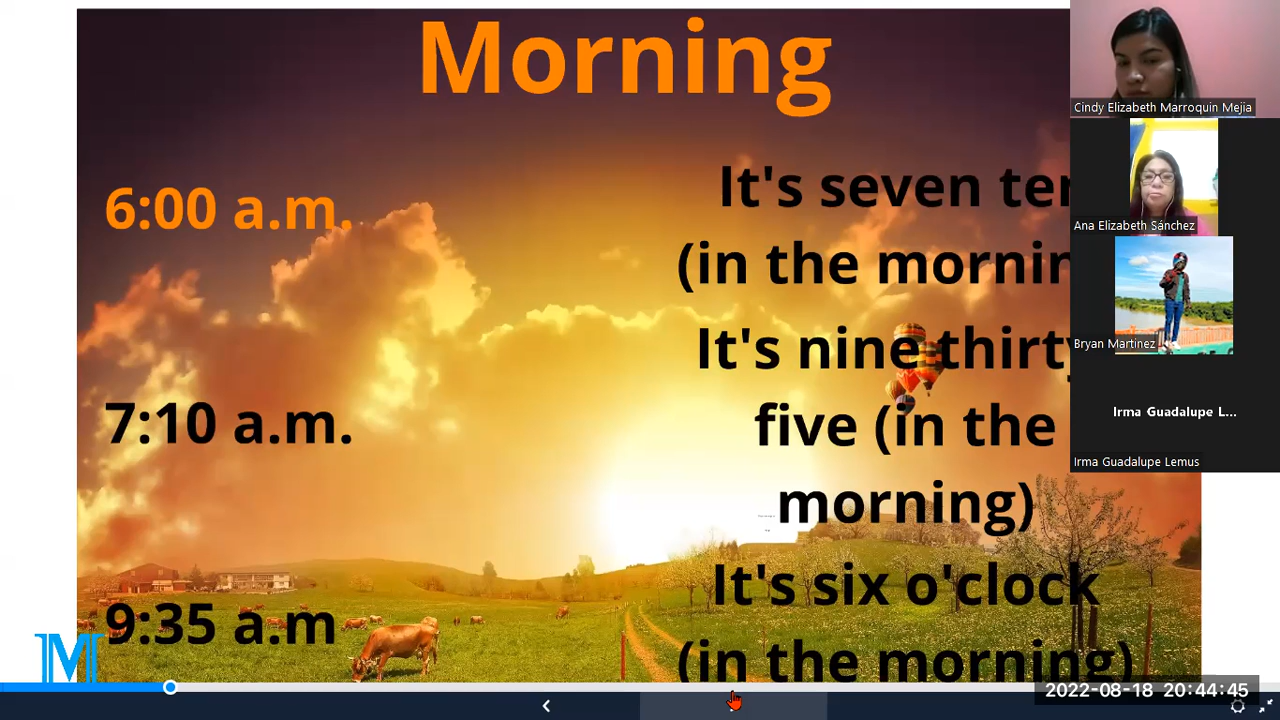 Morning
6:00 a.m.
7:10 a.m.
9:35 a.m
It's seven ten
(in the mornin
It's nine thirty
five (in the
morning)
It's six o'clock
(in the morning)
M
Cindy Elizabeth Marroquin Mejia
Ana Elizabeth Sánchez
Bryan Martinez
Irma Guadalupe L...
Irma Guadalupe Lemus
2022-08-18 20:44:45